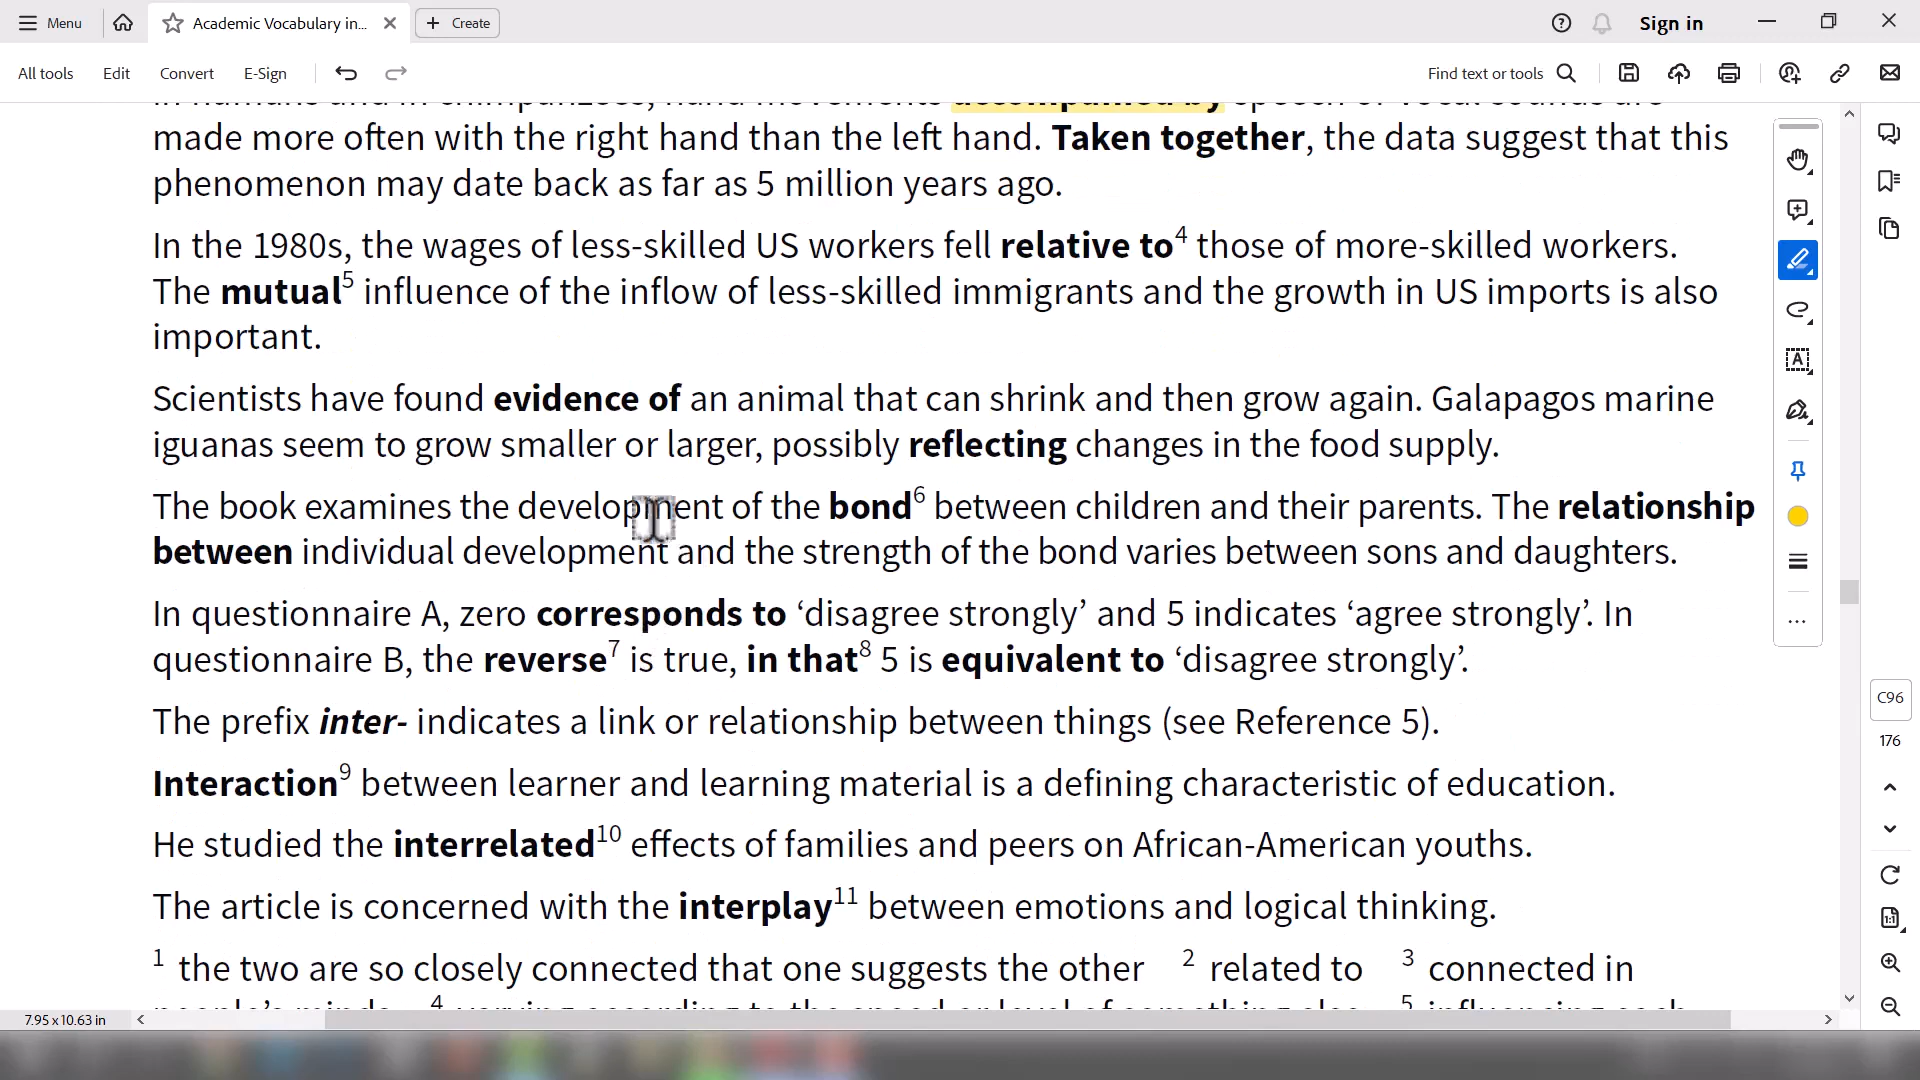 Menu
Academic Vocabulary in...
Create
Sign in
All tools
Edit
Convert
E-Sign
Find text or tools
accompanied by
made more often with the right hand than the left hand. Taken together, the data suggest that this
phenomenon may date back as far as 5 million years ago.
In the 1980s, the wages of less-skilled US workers fell relative to4 those of more-skilled workers.
The mutual5 influence of the inflow of less-skilled immigrants and the growth in US imports is also
important.
Scientists have found evidence of an animal that can shrink and then grow again. Galapagos marine
iguanas seem to grow smaller or larger, possibly reflecting changes in the food supply.
The book examines the development of the bond6 between children and their parents. The relationship
between individual development and the strength of the bond varies between sons and daughters.
In questionnaire A, zero corresponds to ‘disagree strongly’ and 5 indicates ‘agree strongly’. In
questionnaire B, the reverse7 is true, in that8 5 is equivalent to ‘disagree strongly’.
The prefix inter- indicates a link or relationship between things (see Reference 5).
Interaction9 between learner and learning material is a defining characteristic of education.
He studied the interrelated10 effects of families and peers on African-American youths.
The article is concerned with the interplay11 between emotions and logical thinking.
1 the two are so closely connected that one suggests the other 2 related to 3 connected in
C96
176
7.95 x 10.63 in